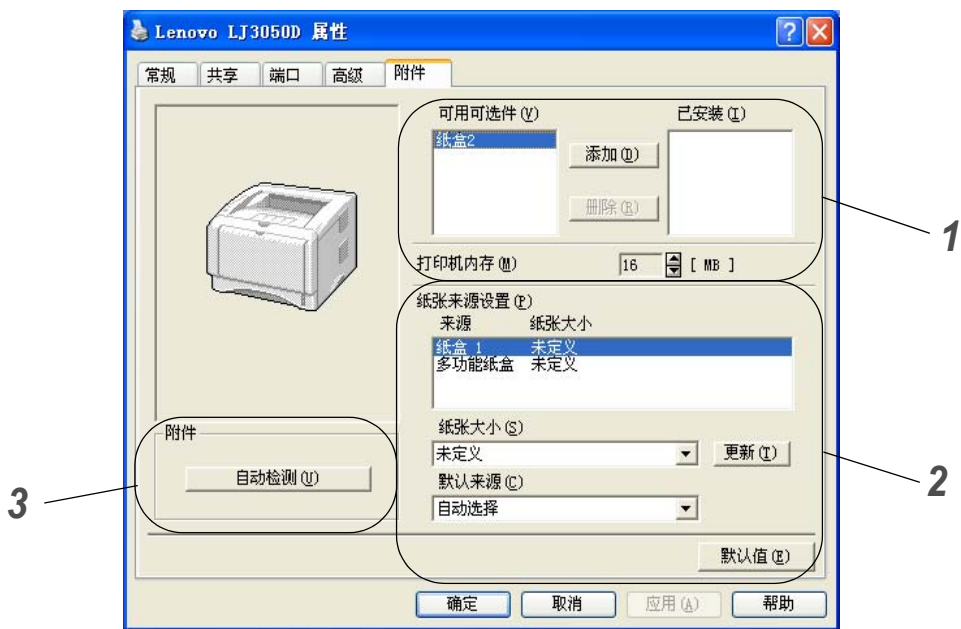 Lenovo LJ3050D 属性
常规 共享 端口 高级 附件
可用可选件(V) 已安装(I)
纸盒2
添加(D)
删除(R)
1
打印机内存(M) 16 [ MB ]
纸张来源设置(P)
来源 纸张大小
纸盒 1 未定义
多功能纸盒 未定义
附件
纸张大小(S)
未定义 更新(T)
自动检测(U)
默认来源(C)
2
3
自动选择
默认值(E)
确定 取消 应用(A) 帮助